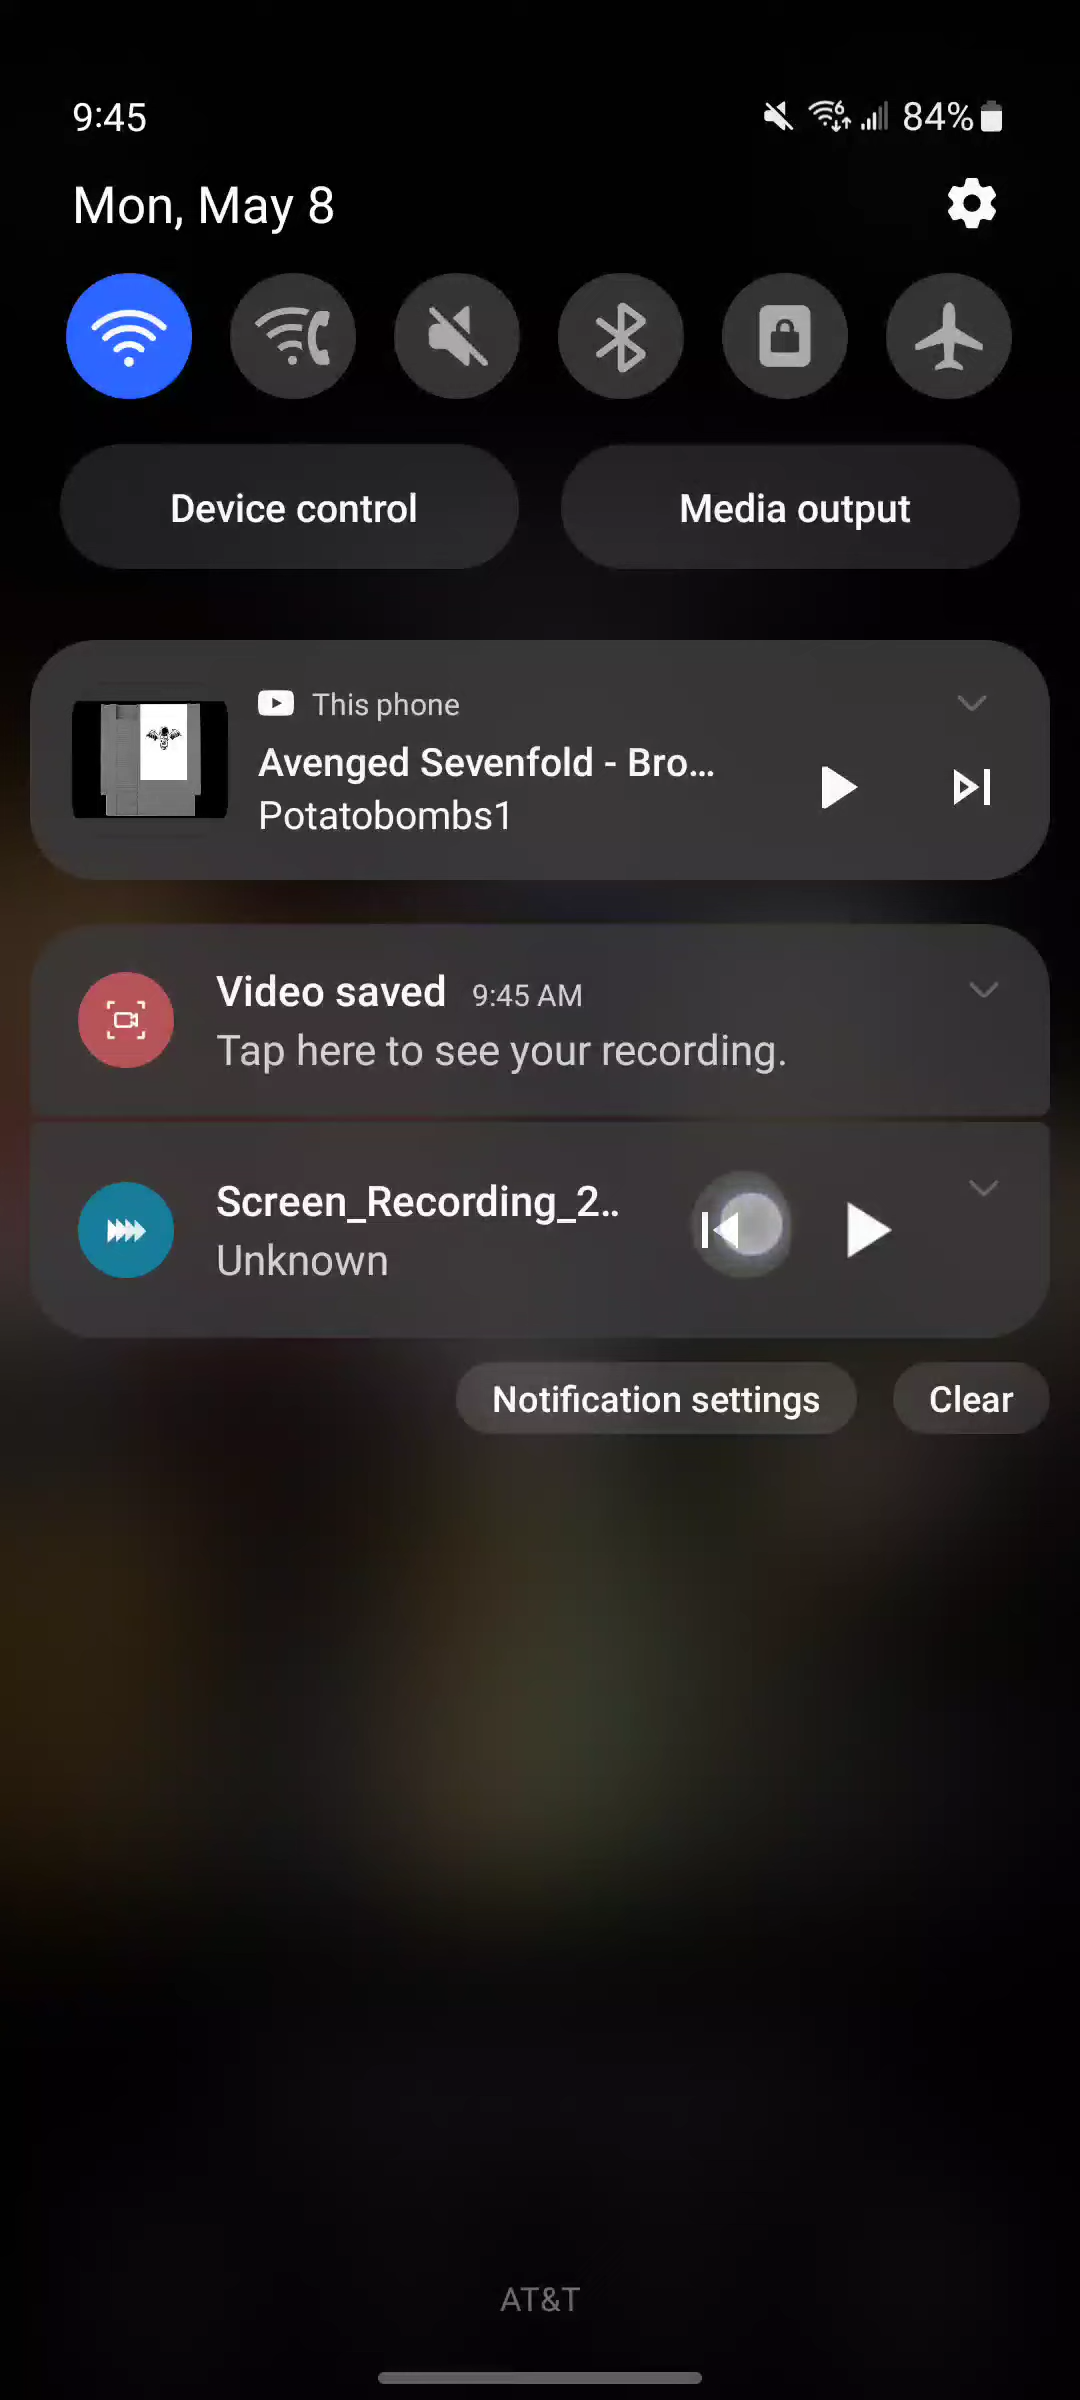 9:45
84%
Mon, May 8
Device control
Media output
This phone
Avenged Sevenfold - Bro...
Potatobombs1
Video saved 9:45 AM
Tap here to see your recording.
Screen_Recording_2..
Unknown
Notification settings
Clear
AT&T